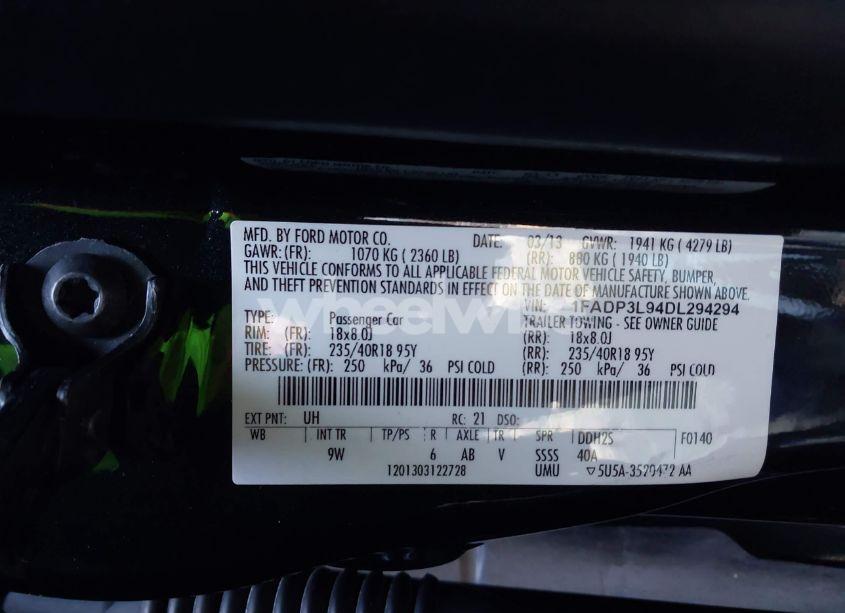 MFD. BY FORD MOTOR CO. DATE: 03/13 GVWR: 1941 KG ( 4279 LB)
GAWR: (FR): 1070 KG ( 2360 LB) (RR): 880 KG ( 1940 LB)
THIS VEHICLE CONFORMS TO ALL APPLICABLE FEDERAL MOTOR VEHICLE SAFETY, BUMPER,
AND THEFT PREVENTION STANDARDS IN EFFECT ON THE DATE OF MANUFACTURE SHOWN ABOVE.
VIN: 1FADP3L94DL294294
TYPE: Passenger Car TRAILER TOWING - SEE OWNER GUIDE
RIM: (FR): 18x8.0J (RR): 18x8.0J
TIRE: (FR): 235/40R18 95Y (RR): 235/40R18 95Y
PRESSURE: (FR): 250 kPa/ 36 PSI COLD (RR): 250 kPa/ 36 PSI COLD
EXT PNT: UH RC: 21 DSO:
WB INT TR TP/PS R AXLE TR SPR DDH2S F0140
9W 6 AB V SSSS 40A
1201303122728 UMU ▽5U5A-3520472 AA